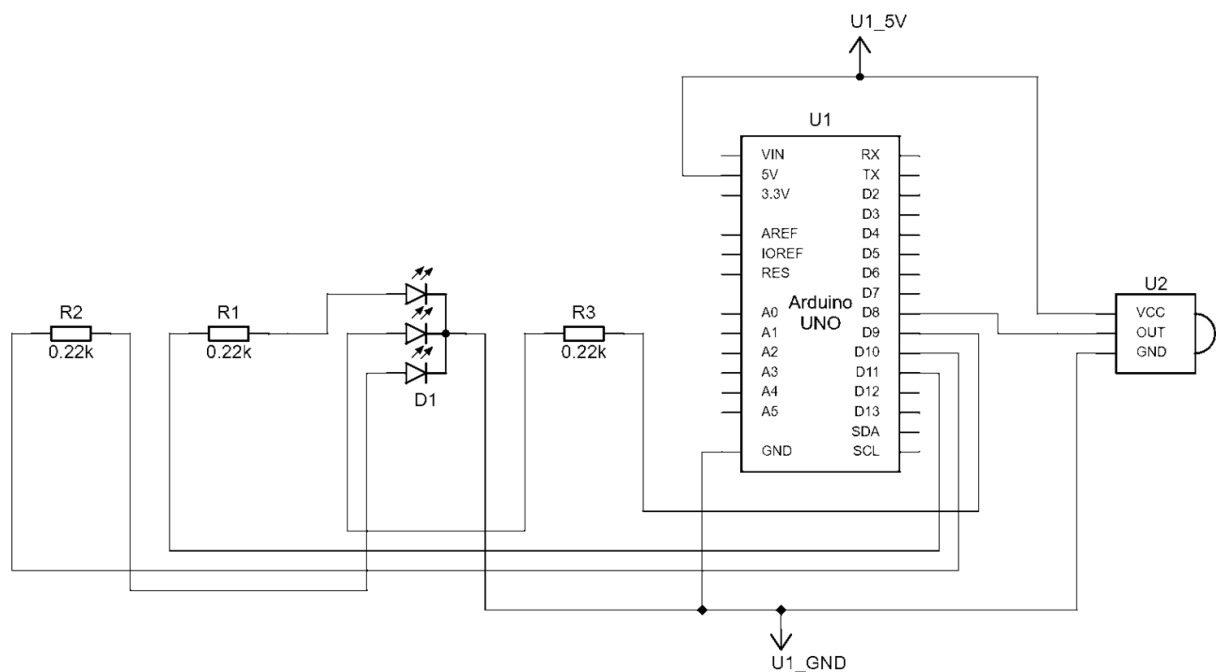 U1_5V
U1
VIN RX
5V TX
3.3V D2
D3
AREF D4
IOREF D5
RES D6
D7
A0 D8
A1 D9
A2 D10
A3 D11
A4 D12
A5 D13
SDA
GND SCL
Arduino
UNO
U2
VCC
OUT
GND
R2
0.22k
R1
0.22k
D1
R3
0.22k
U1_GND